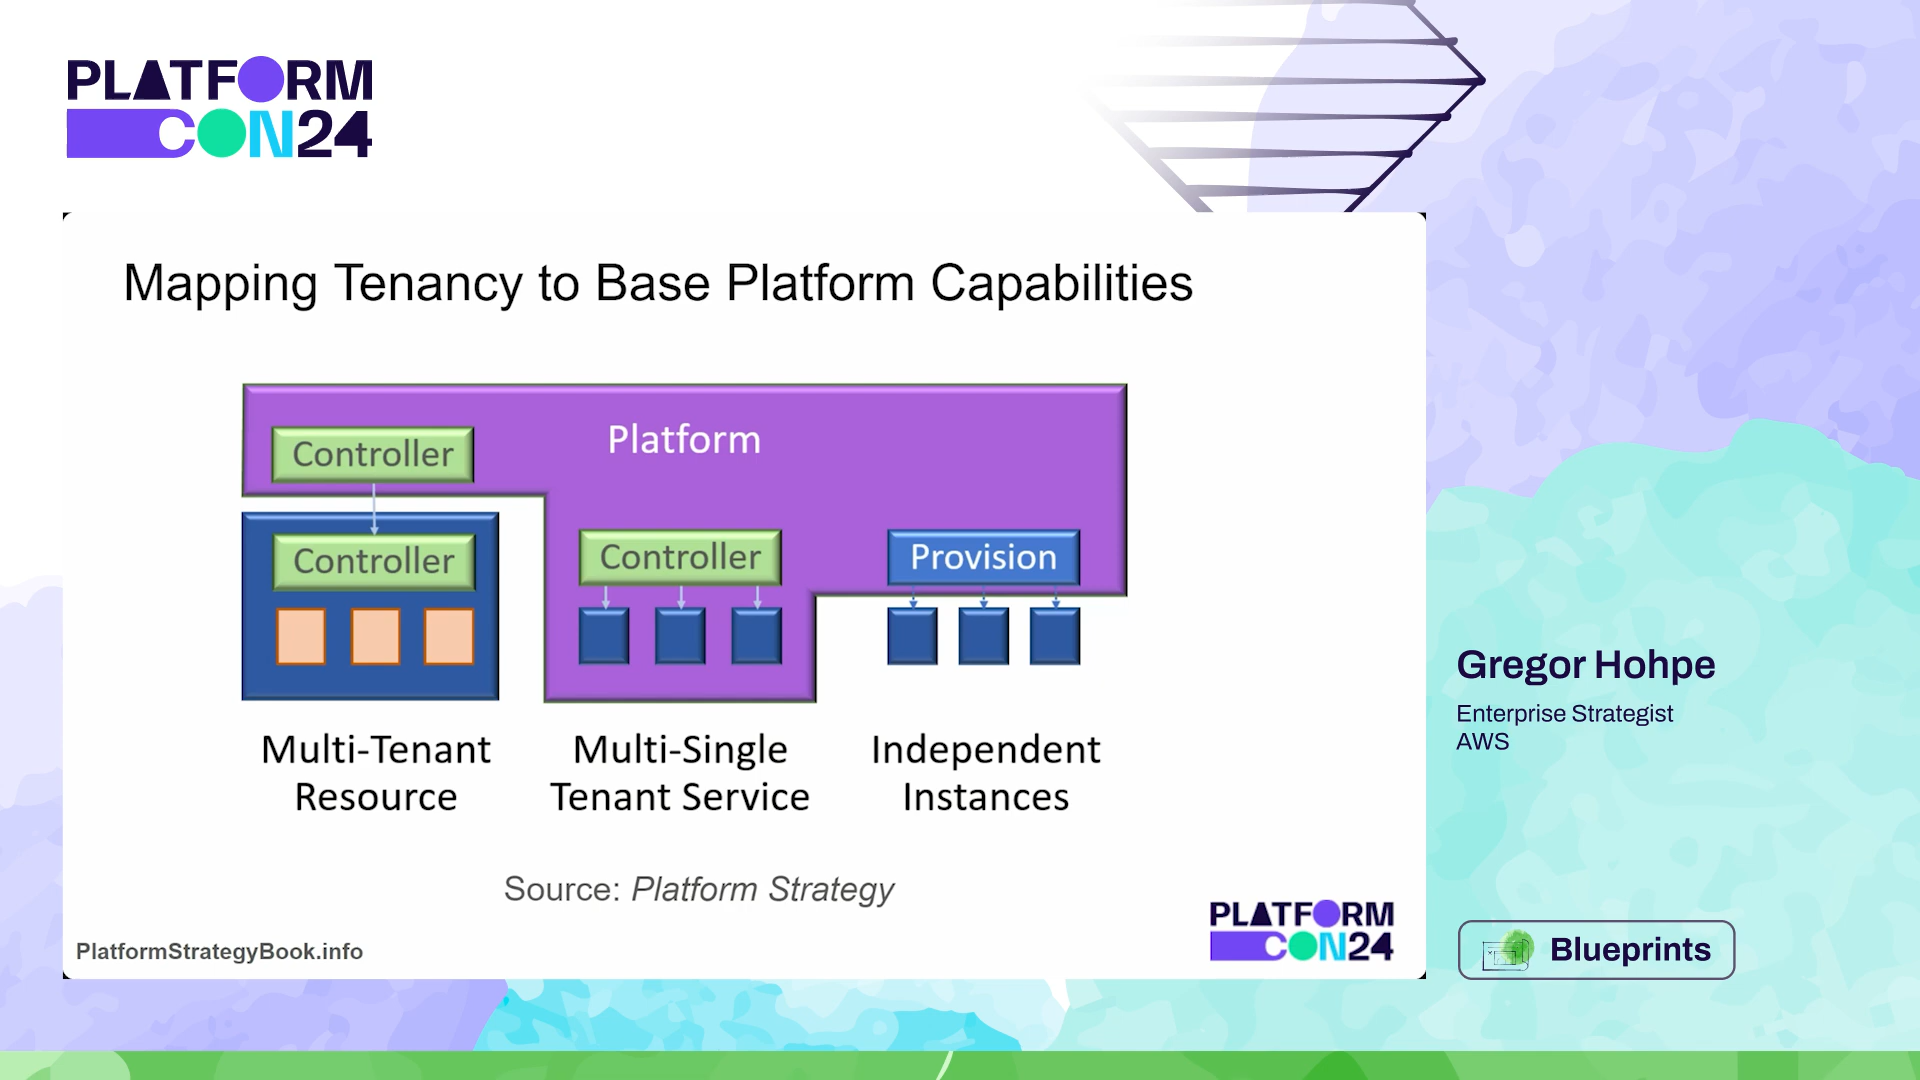 PLATFORM
CON24
Mapping Tenancy to Base Platform Capabilities
Platform
Controller
Controller
Controller
Provision
Multi-Tenant
Resource
Multi-Single
Tenant Service
Independent
Instances
Source: Platform Strategy
PlatformStrategyBook.info
PLATFORM
CON24
Gregor Hohpe
Enterprise Strategist
AWS
Blueprints